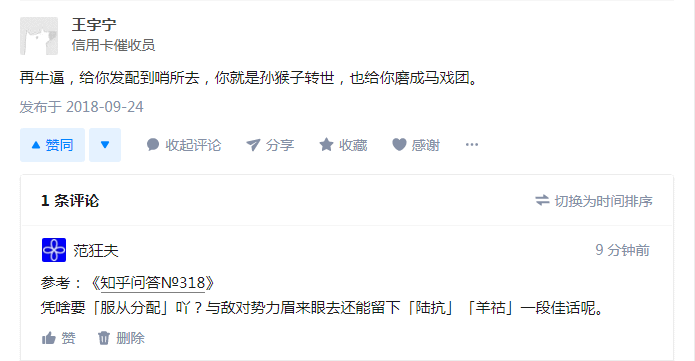 王宇宁
信用卡催收员
再牛逼，给你发配到哨所去，你就是孙猴子转世，也给你磨成马戏团。
发布于 2018-09-24
赞同 收起评论 分享 收藏 感谢 ···
1 条评论 切换为时间排序
范狂夫 9 分钟前
参考：《知乎问答№318》
凭啥要「服从分配」吖？与敌对势力眉来眼去还能留下「陆抗」「羊祜」一段佳话呢。
赞 删除